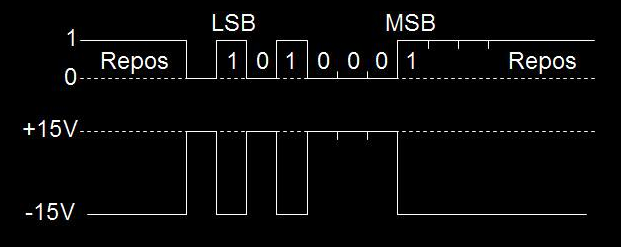 LSB MSB
1
Repos 1 0 1 0 0 0 1 Repos
0
+15V
-15V